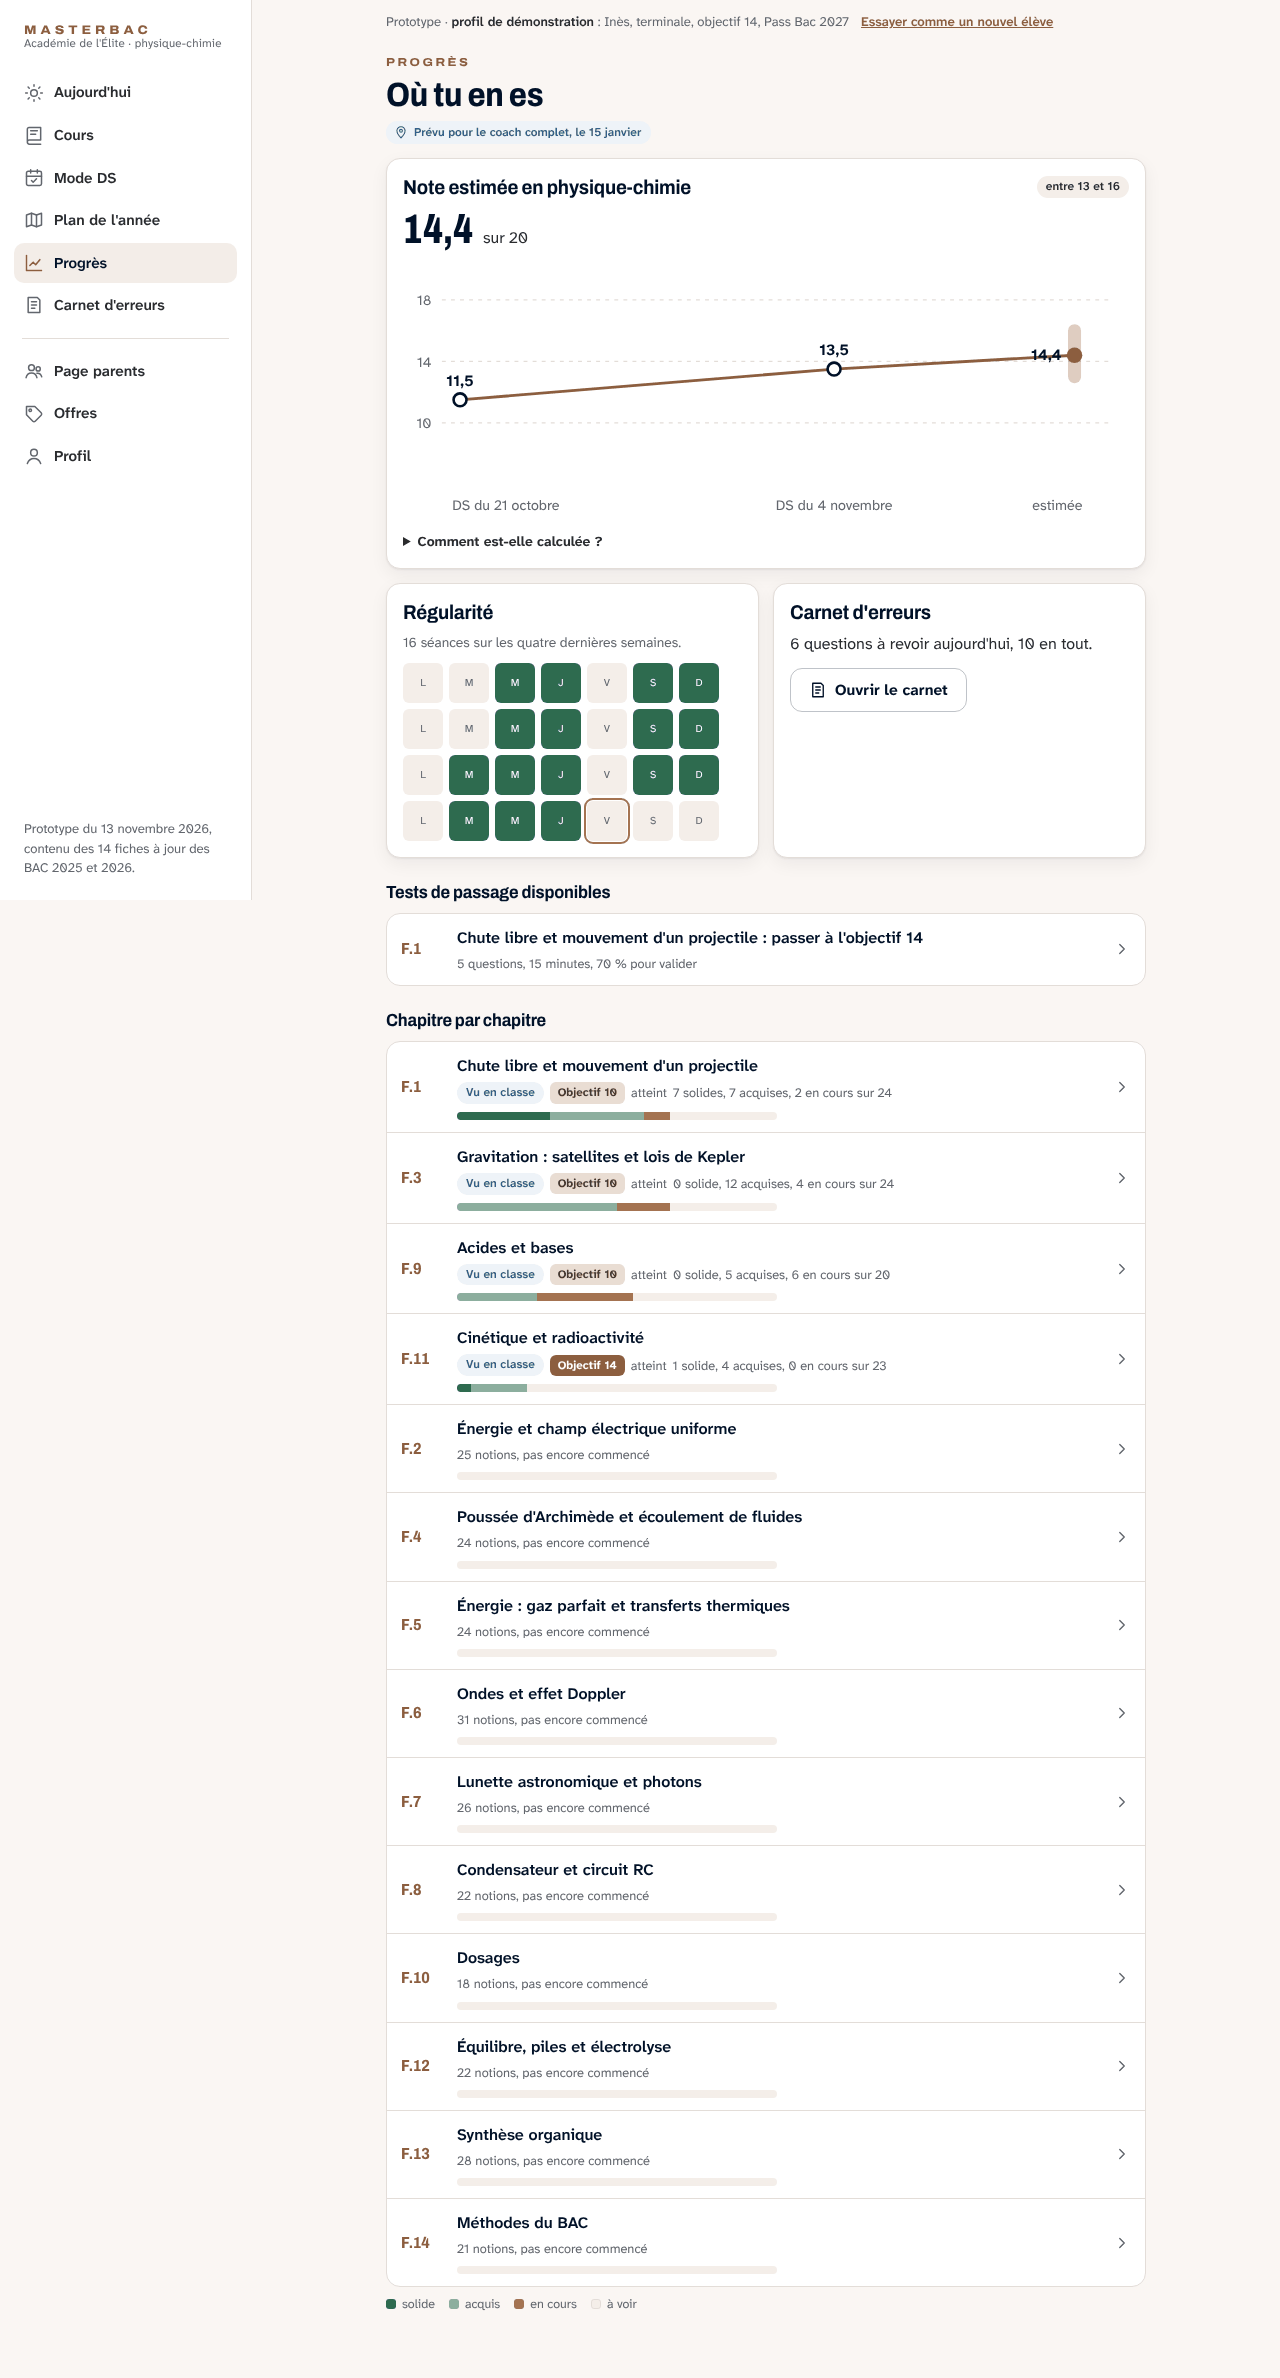 MASTERBAC
Académie de l'Élite · physique-chimie
Aujourd'hui
Cours
Mode DS
Plan de l'année
Progrès
Carnet d'erreurs
Page parents
Offres
Profil
Prototype du 13 novembre 2026,
contenu des 14 fiches à jour des
BAC 2025 et 2026.
Prototype · profil de démonstration : Inès, terminale, objectif 14, Pass Bac 2027 Essayer comme un nouvel élève
PROGRÈS
Où tu en es
Prévu pour le coach complet, le 15 janvier
Note estimée en physique-chimie
entre 13 et 16
14,4 sur 20
18
14
10
11,5
13,5
14,4
DS du 21 octobre
DS du 4 novembre
estimée
Comment est-elle calculée ?
Régularité
16 séances sur les quatre dernières semaines.
L M M J V S D
L M M J V S D
L M M J V S D
L M M J V S D
Carnet d'erreurs
6 questions à revoir aujourd'hui, 10 en tout.
Ouvrir le carnet
Tests de passage disponibles
F.1
Chute libre et mouvement d'un projectile : passer à l'objectif 14
5 questions, 15 minutes, 70 % pour valider
Chapitre par chapitre
F.1
Chute libre et mouvement d'un projectile
Vu en classe Objectif 10 atteint 7 solides, 7 acquises, 2 en cours sur 24
F.3
Gravitation : satellites et lois de Kepler
Vu en classe Objectif 10 atteint 0 solide, 12 acquises, 4 en cours sur 24
F.9
Acides et bases
Vu en classe Objectif 10 atteint 0 solide, 5 acquises, 6 en cours sur 20
F.11
Cinétique et radioactivité
Vu en classe Objectif 14 atteint 1 solide, 4 acquises, 0 en cours sur 23
F.2
Énergie et champ électrique uniforme
25 notions, pas encore commencé
F.4
Poussée d'Archimède et écoulement de fluides
24 notions, pas encore commencé
F.5
Énergie : gaz parfait et transferts thermiques
24 notions, pas encore commencé
F.6
Ondes et effet Doppler
31 notions, pas encore commencé
F.7
Lunette astronomique et photons
26 notions, pas encore commencé
F.8
Condensateur et circuit RC
22 notions, pas encore commencé
F.10
Dosages
18 notions, pas encore commencé
F.12
Équilibre, piles et électrolyse
22 notions, pas encore commencé
F.13
Synthèse organique
28 notions, pas encore commencé
F.14
Méthodes du BAC
21 notions, pas encore commencé
solide acquis en cours à voir